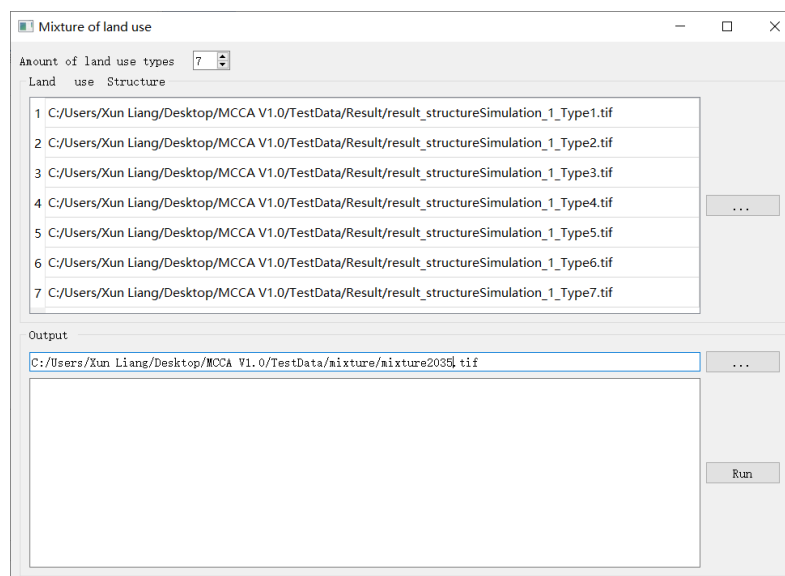 Mixture of land use
Amount of land use types 7
Land use Structure
1 C:/Users/Xun Liang/Desktop/MCCA V1.0/TestData/Result/result_structureSimulation_1_Type1.tif
2 C:/Users/Xun Liang/Desktop/MCCA V1.0/TestData/Result/result_structureSimulation_1_Type2.tif
3 C:/Users/Xun Liang/Desktop/MCCA V1.0/TestData/Result/result_structureSimulation_1_Type3.tif
4 C:/Users/Xun Liang/Desktop/MCCA V1.0/TestData/Result/result_structureSimulation_1_Type4.tif
...
5 C:/Users/Xun Liang/Desktop/MCCA V1.0/TestData/Result/result_structureSimulation_1_Type5.tif
6 C:/Users/Xun Liang/Desktop/MCCA V1.0/TestData/Result/result_structureSimulation_1_Type6.tif
7 C:/Users/Xun Liang/Desktop/MCCA V1.0/TestData/Result/result_structureSimulation_1_Type7.tif
Output
C:/Users/Xun Liang/Desktop/MCCA V1.0/TestData/mixture/mixture2035.tif ...
Run